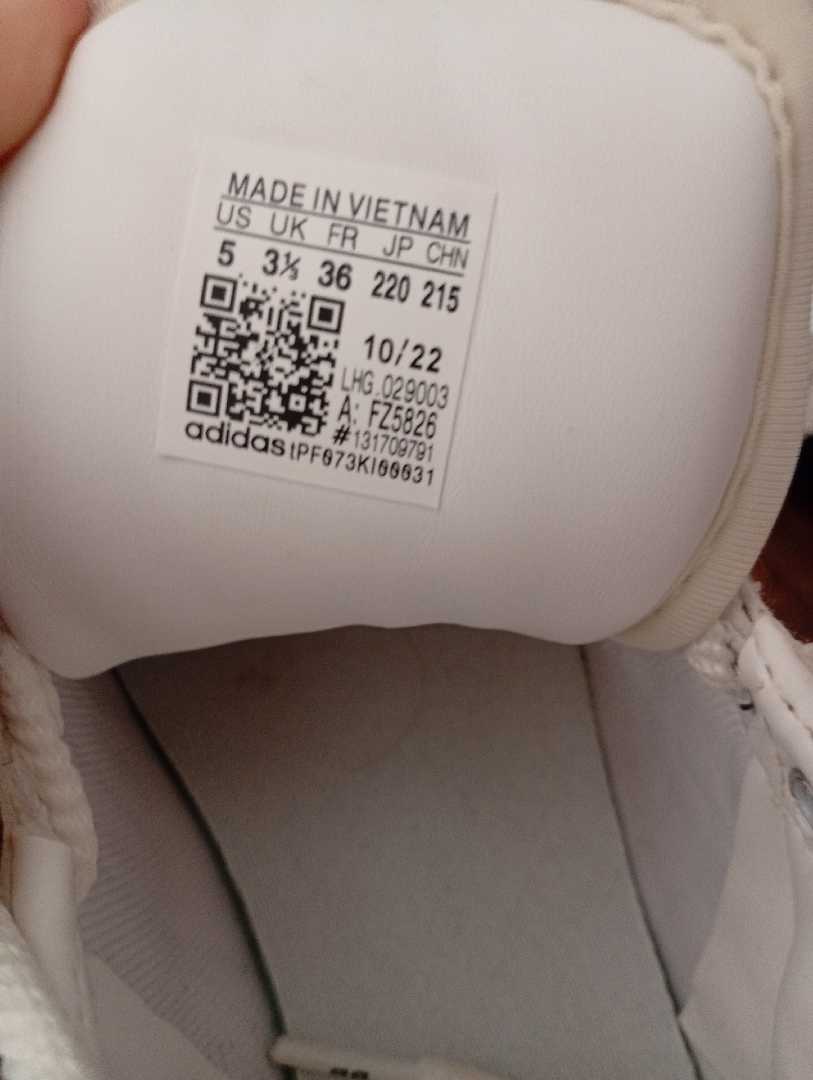 MADE IN VIETNAM
US UK FR JP CHN
5 3½ 36 220 215
10/22
LHG 029003
A: FZ5826
#131709791
adidas tPF073KI00031